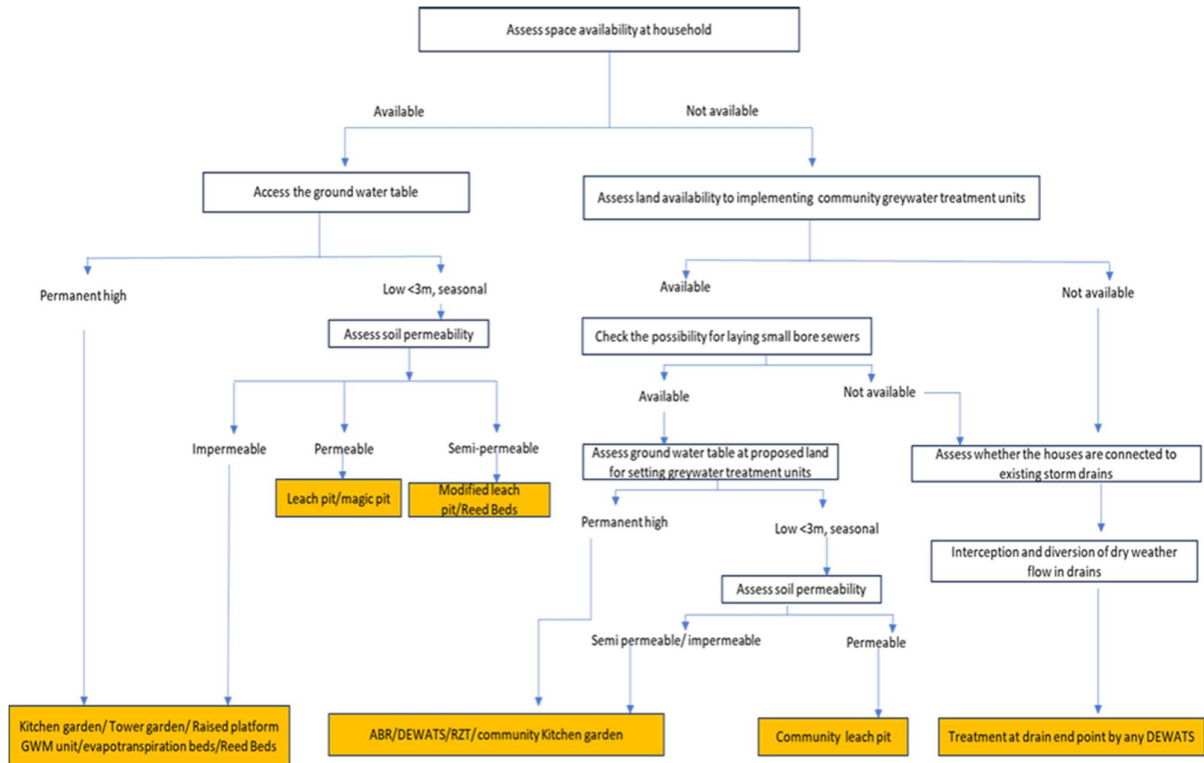 Assess space availability at household
Available
Not available
Access the ground water table
Assess land availability to implementing community greywater treatment units
Permanent high
Low <3m, seasonal
Available
Not available
Assess soil permeability
Check the possibility for laying small bore sewers
Available
Not available
Impermeable
Permeable
Semi-permeable
Assess ground water table at proposed land
for setting greywater treatment units
Assess whether the houses are connected to
existing storm drains
Leach pit/magic pit
Modified leach
pit/Reed Beds
Permanent high
Low <3m, seasonal
Interception and diversion of dry weather
flow in drains
Assess soil permeability
Semi permeable/ impermeable
Permeable
Kitchen garden/ Tower garden/ Raised platform
GWM unit/evapotranspiration beds/Reed Beds
ABR/DEWATS/RZT/community Kitchen garden
Community leach pit
Treatment at drain end point by any DEWATS